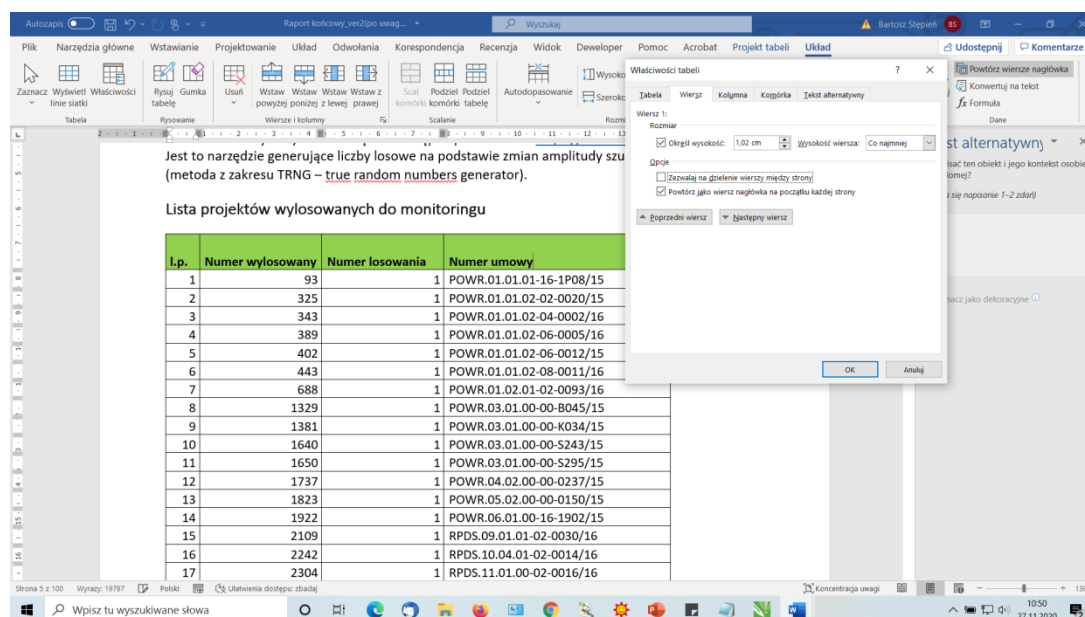 Autozapis
Raport końcowy_ver2(po uwag...
Wyszukaj
Bartosz Stępień
BS
Plik Narzędzia główne Wstawianie Projektowanie Układ Odwołania Korespondencja Recenzja Widok Deweloper Pomoc Acrobat Projekt tabeli Układ
Udostępnij Komentarze
Zaznacz Wyświetl linie siatki Właściwości
Rysuj tabelę Gumka
Usuń Wstaw powyżej Wstaw poniżej Wstaw z lewej Wstaw z prawej
Scal komórki Podziel komórki Podziel tabelę
Autodopasowanie
Powtórz wiersze nagłówka
Konwertuj na tekst
fx Formuła
Tabela Rysowanie Wiersze i kolumny Scalanie Dane
Właściwości tabeli ? ×
Tabela Wiersz Kolumna Komórka Tekst alternatywny
Wiersz 1:
Rozmiar
Określ wysokość: 1,02 cm Wysokość wiersza: Co najmniej
Opcje
Zezwalaj na dzielenie wierszy między strony
Powtórz jako wiersz nagłówka na początku każdej strony
Poprzedni wiersz Następny wiersz
OK Anuluj
Jest to narzędzie generujące liczby losowe na podstawie zmian amplitudy szu
(metoda z zakresu TRNG – true random numbers generator).
Lista projektów wylosowanych do monitoringu
l.p. Numer wylosowany Numer losowania Numer umowy
1 93 1 POWR.01.01.01-16-1P08/15
2 325 1 POWR.01.01.02-02-0020/15
3 343 1 POWR.01.01.02-04-0002/16
4 389 1 POWR.01.01.02-06-0005/16
5 402 1 POWR.01.01.02-06-0012/15
6 443 1 POWR.01.01.02-08-0011/16
7 688 1 POWR.01.02.01-02-0093/16
8 1329 1 POWR.03.01.00-00-B045/15
9 1381 1 POWR.03.01.00-00-K034/15
10 1640 1 POWR.03.01.00-00-S243/15
11 1650 1 POWR.03.01.00-00-S295/15
12 1737 1 POWR.04.02.00-00-0237/15
13 1823 1 POWR.05.02.00-00-0150/15
14 1922 1 POWR.06.01.00-16-1902/15
15 2109 1 RPDS.09.01.01-02-0030/16
16 2242 1 RPDS.10.04.01-02-0014/16
17 2304 1 RPDS.11.01.00-02-0016/16
st alternatywny
isać ten obiekt i jego kontekst osobie
lomej?
się napisanie 1–2 zdań)
nacz jako dekoracyjne
Strona 5 z 100 Wyrazy: 19787 Polski Ułatwienia dostępu: zbadaj
Koncentracja uwagi
130
Wpisz tu wyszukiwane słowa
10:50
27.11.2020